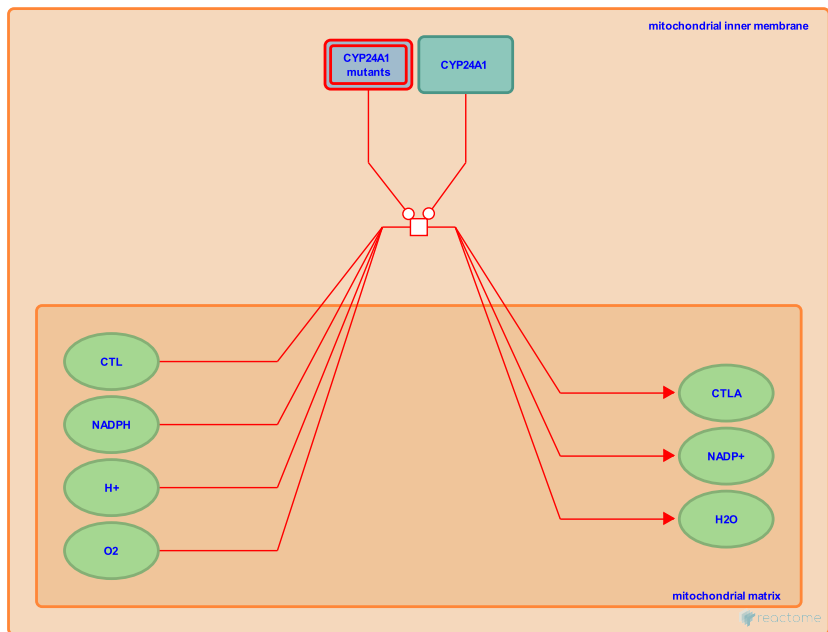 mitochondrial inner membrane
CYP24A1
mutants
CYP24A1
CTL
NADPH
H+
O2
CTLA
NADP+
H2O
mitochondrial matrix
reactome